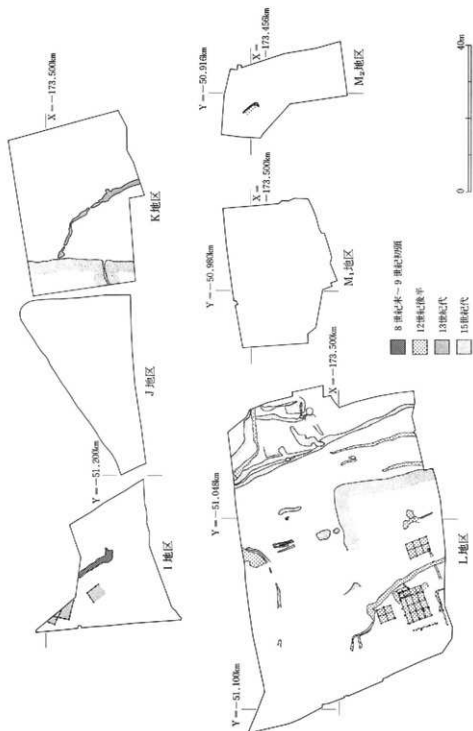 Y=−51.200km
X=−173.500km
I地区
J地区
K地区
Y=−51.100km
Y=−51.048km
X=−173.500km
L地区
Y=−50.980km
X=−173.500km
M₁地区
Y=−50.916km
X=−173.456km
M₂地区
8世紀末～9世紀初頭
12世紀後半
13世紀代
15世紀代
0
40m